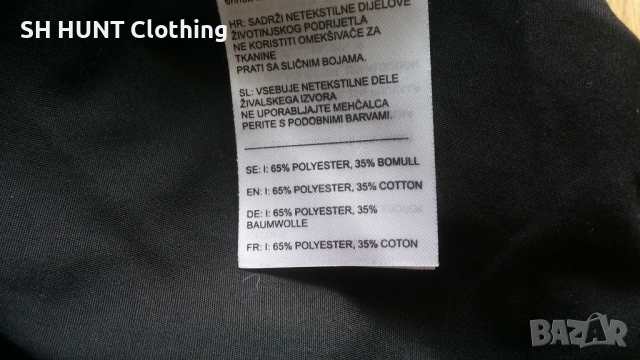 SH HUNT Clothing
HR: SADRŽI NETEKSTILNE DIJELOVE
ŽIVOTINJSKOG PODRIJETLA
NE KORISTITI OMEKŠIVAČE ZA
TKANINE
PRATI SA SLIČNIM BOJAMA.
SL: VSEBUJE NETEKSTILNE DELE
ŽIVALSKEGA IZVORA
NE UPORABLJAJTE MEHČALCA
PERITE S PODOBNIMI BARVAMI.
SE: I: 65% POLYESTER, 35% BOMULL
EN: I: 65% POLYESTER, 35% COTTON
DE: I: 65% POLYESTER, 35%
BAUMWOLLE
FR: I: 65% POLYESTER, 35% COTON
BAZAR